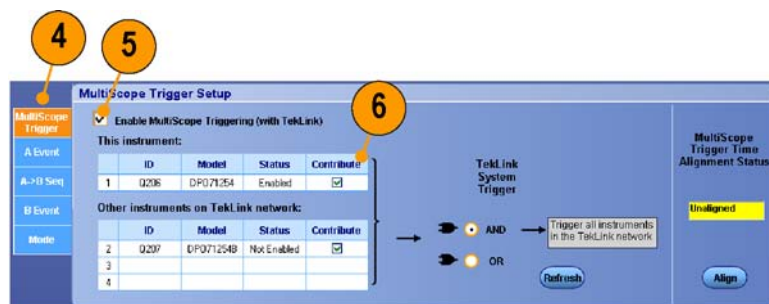 4
5
6
MultiScope Trigger Setup
MultiScope Trigger
A Event
A->B Seq
B Event
Mode
Enable MultiScope Triggering (with TekLink)
This instrument:
ID Model Status Contribute
1 Q206 DPO71254 Enabled
Other instruments on TekLink network:
ID Model Status Contribute
2 Q207 DPO71254B Not Enabled
3
4
TekLink
System
Trigger
AND
OR
Trigger all instruments
in the TekLink network
Refresh
MultiScope
Trigger Time
Alignment Status
Unaligned
Align